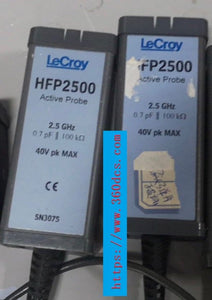 LeCroy
HFP2500
Active Probe
2.5 GHz
0.7 pF || 100 kΩ
40V pk MAX
CE
SN3075
LeCroy
HFP2500
Active Probe
2.5 GHz
0.7 pF || 100 kΩ
40V pk MAX
https://www.360dcs.com